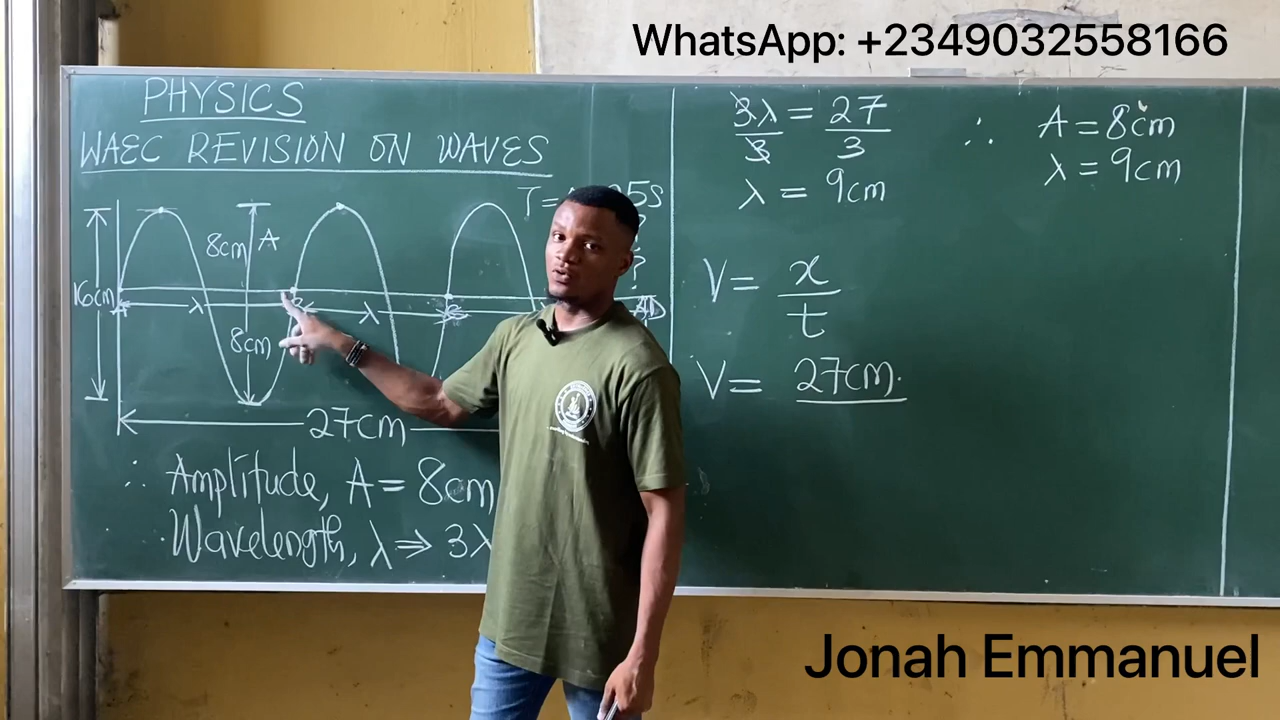 WhatsApp: +2349032558166
PHYSICS
WAEC REVISION ON WAVES
T=
5S
?
?
8cm A
16cm
λ
λ
8cm
27cm
∴ Amplitude, A = 8cm
Wavelength, λ ⇒ 3λ
3λ = 27
3 3
λ = 9cm
∴ A = 8cm
λ = 9cm
V = x
t
V = 27cm.
Jonah Emmanuel